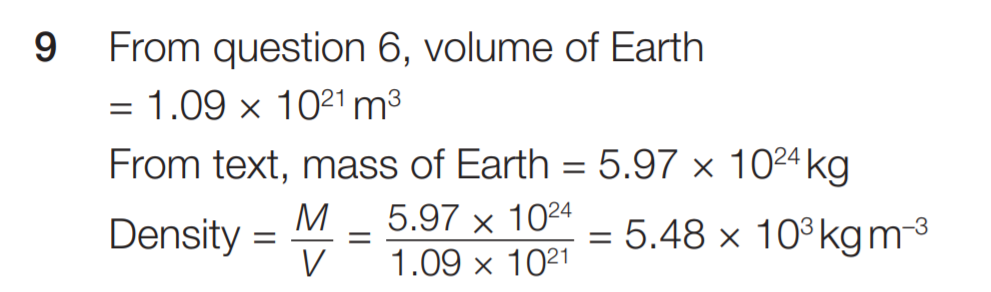 9 From question 6, volume of Earth
= 1.09 × 10²¹ m³
From text, mass of Earth = 5.97 × 10²⁴ kg
Density = M/V = 5.97 × 10²⁴/1.09 × 10²¹ = 5.48 × 10³ kg m⁻³